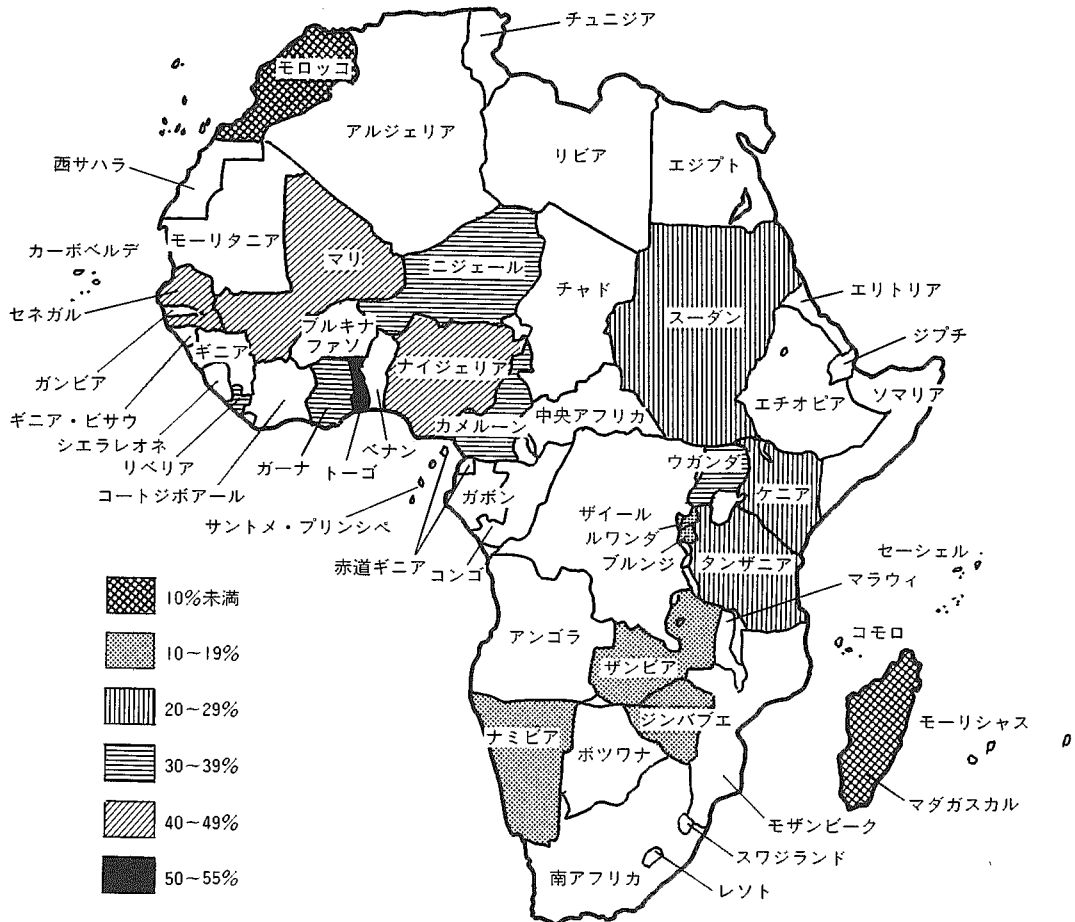 チュニジア
モロッコ
アルジェリア
リビア
エジプト
西サハラ
モーリタニア
カーボベルデ
マリ
ニジェール
チャド
スーダン
エリトリア
セネガル
ジプチ
ブルキナ
ファソ
ギニア
ナイジェリア
ソマリア
ガンビア
エチオピア
ギニア・ビサウ
カメルーン
中央アフリカ
シエラレオネ
ベナン
リベリア
ガーナ
トーゴ
ウガンダ
コートジボアール
ガボン
ケニア
サントメ・プリンシペ
ザイール
ルワンダ
ブルンジ
赤道ギニア
コンゴ
タンザニア
セーシェル
マラウィ
アンゴラ
コモロ
ザンビア
ジンバブエ
モーリシャス
ナミビア
ボツワナ
マダガスカル
モザンビーク
スワジランド
南アフリカ
レソト
10%未満
10~19%
20~29%
30~39%
40~49%
50~55%